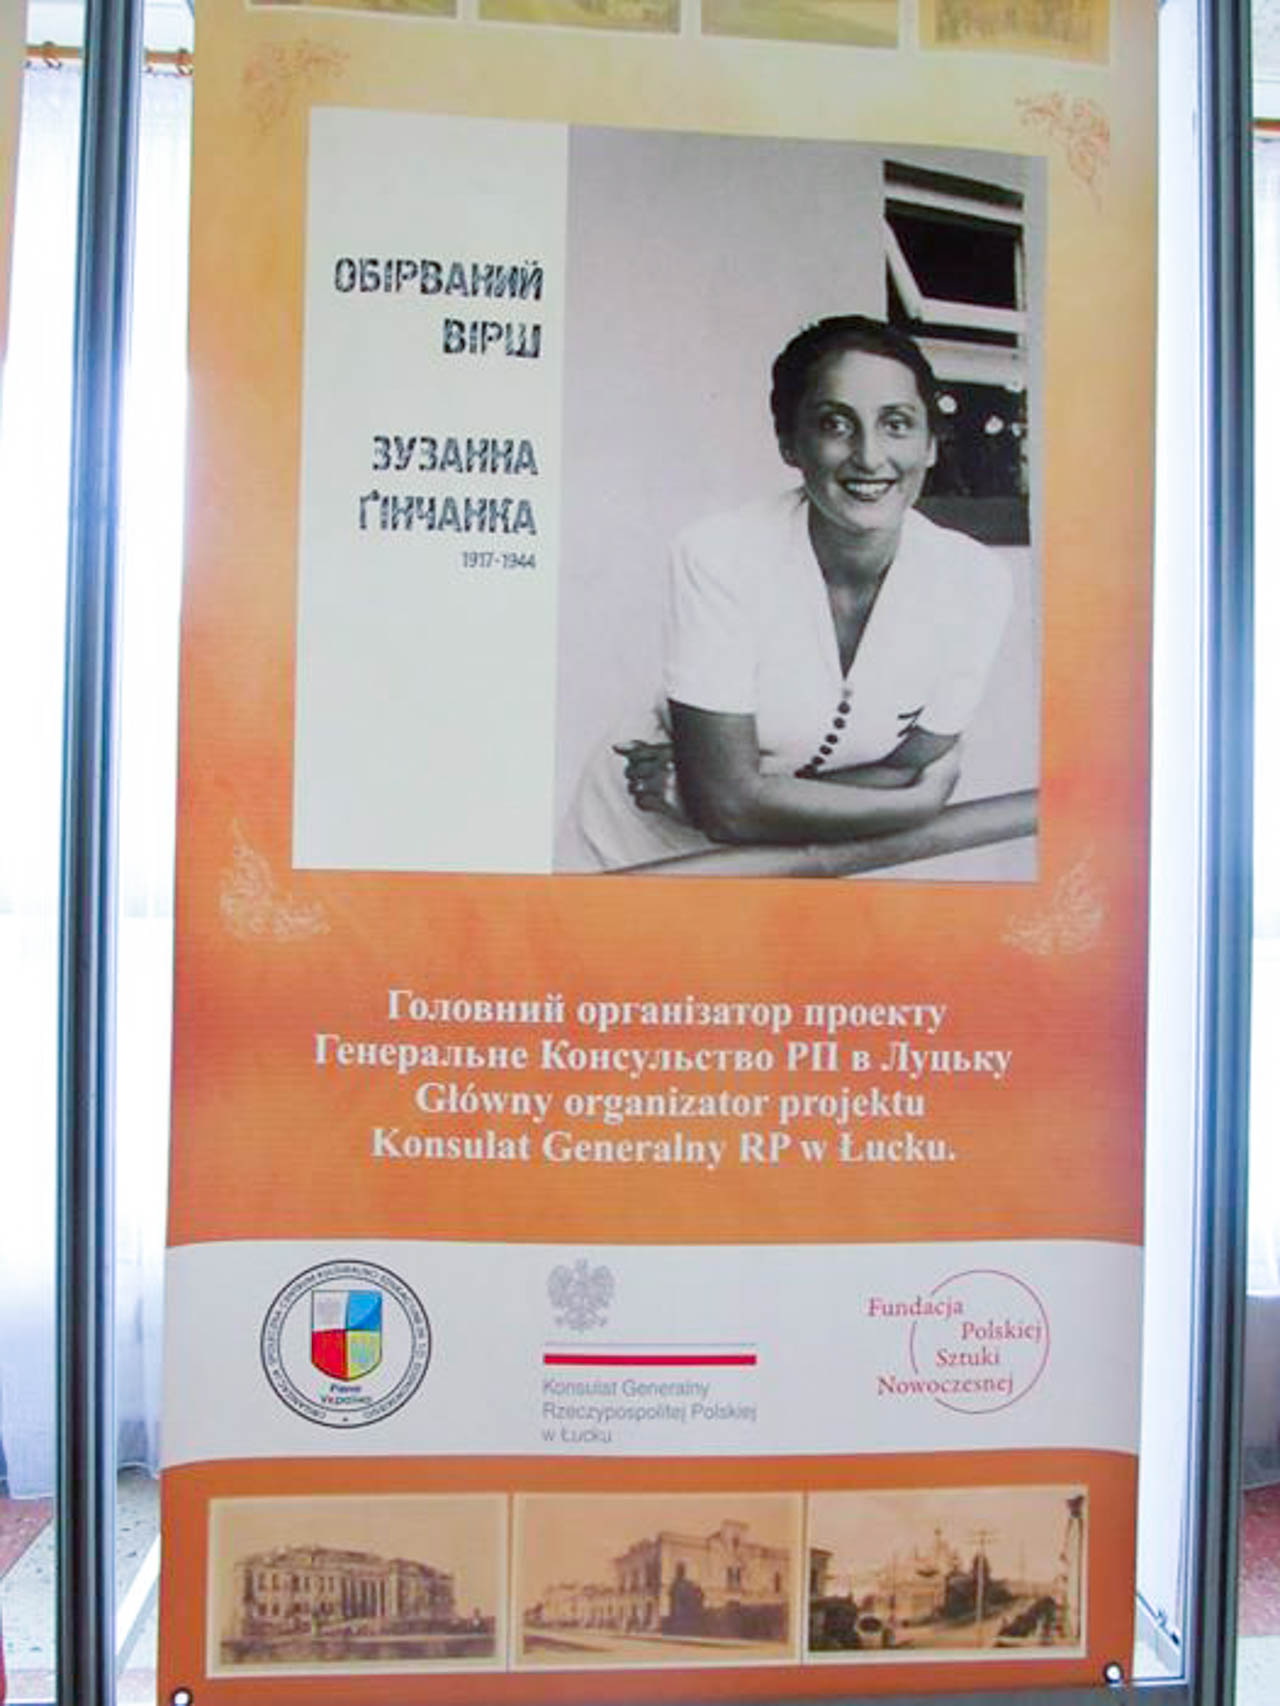 ОБІРВАНИЙ
ВІРШ
ЗУЗАННА
ҐІНЧАНКА
1917-1944
Головний організатор проекту
Генеральне Консульство РП в Луцьку
Główny organizator projektu
Konsulat Generalny RP w Łucku.
Konsulat Generalny
Rzeczypospolitej Polskiej
w Łucku
Fundacja
Polskiej
Sztuki
Nowoczesnej